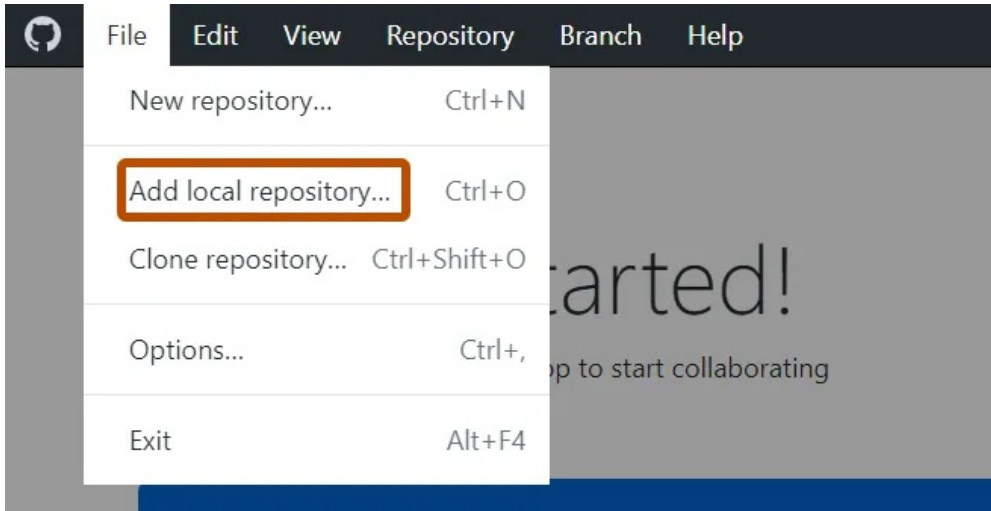 File Edit View Repository Branch Help
New repository... Ctrl+N
Add local repository... Ctrl+O
Clone repository... Ctrl+Shift+O
arted!
Options... Ctrl+,
to start collaborating
Exit Alt+F4